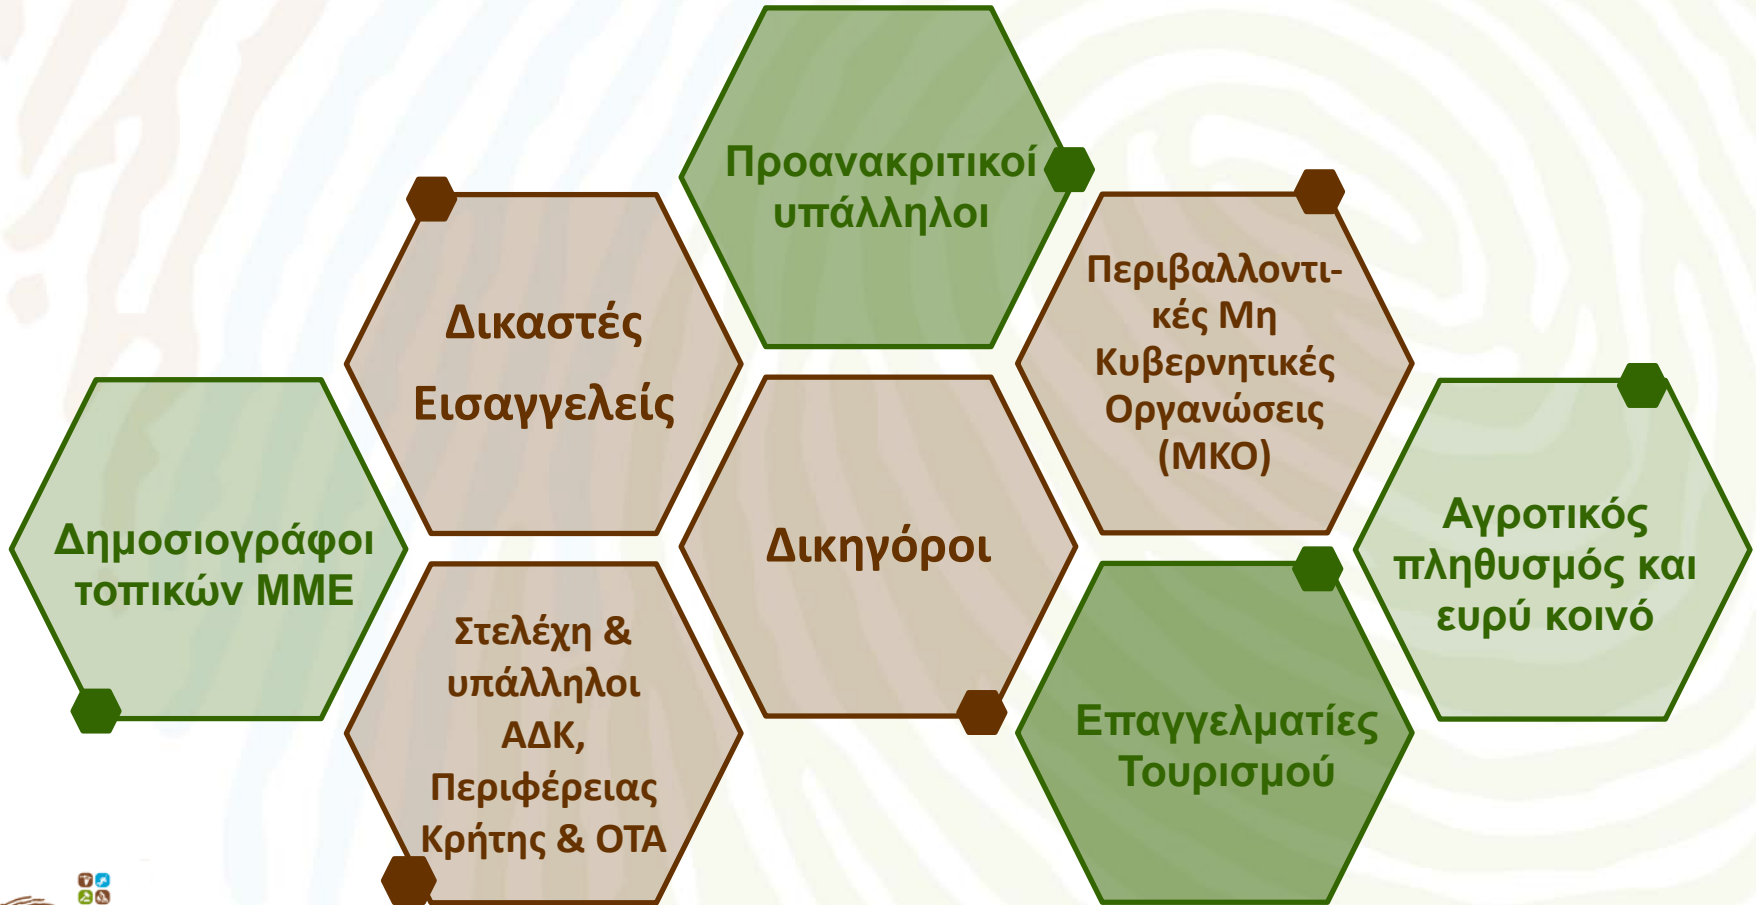 Προανακριτικοί
υπάλληλοι
Δικαστές
Εισαγγελείς
Περιβαλλοντι-
κές Μη
Κυβερνητικές
Οργανώσεις
(ΜΚΟ)
Δημοσιογράφοι
τοπικών ΜΜΕ
Δικηγόροι
Αγροτικός
πληθυσμός και
ευρύ κοινό
Στελέχη &
υπάλληλοι
ΑΔΚ,
Περιφέρειας
Κρήτης & ΟΤΑ
Επαγγελματίες
Τουρισμού